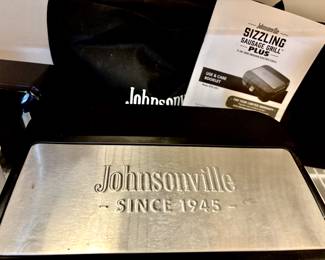 Johnsonville
SIZZLING
SAUSAGE GRILL
PLUS
USE & CARE
BOOKLET
Johnsonville
Johnsonville
- SINCE 1945 -